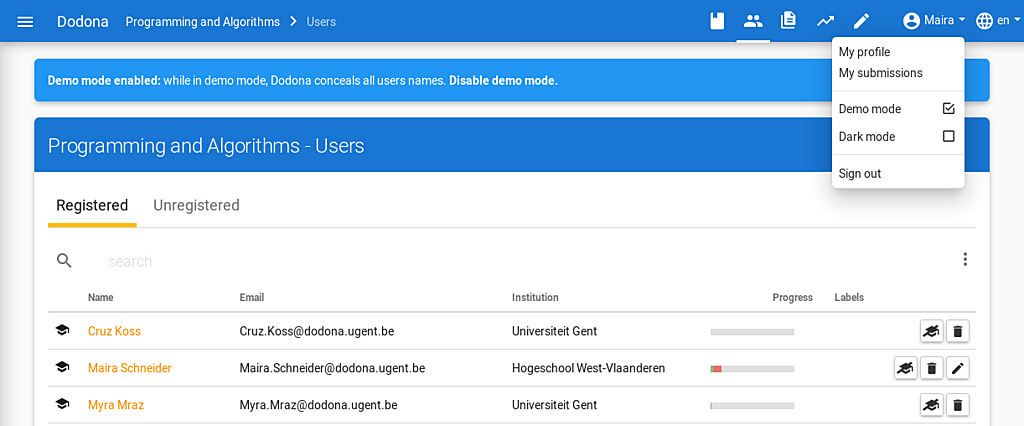 Dodona Programming and Algorithms Users Maira en
My profile
My submissions
Demo mode
Dark mode
Sign out
Demo mode enabled: while in demo mode, Dodona conceals all users names. Disable demo mode.
Programming and Algorithms - Users
Registered Unregistered
search
Name Email Institution Progress Labels
Cruz Koss Cruz.Koss@dodona.ugent.be Universiteit Gent
Maira Schneider Maira.Schneider@dodona.ugent.be Hogeschool West-Vlaanderen
Myra Mraz Myra.Mraz@dodona.ugent.be Universiteit Gent